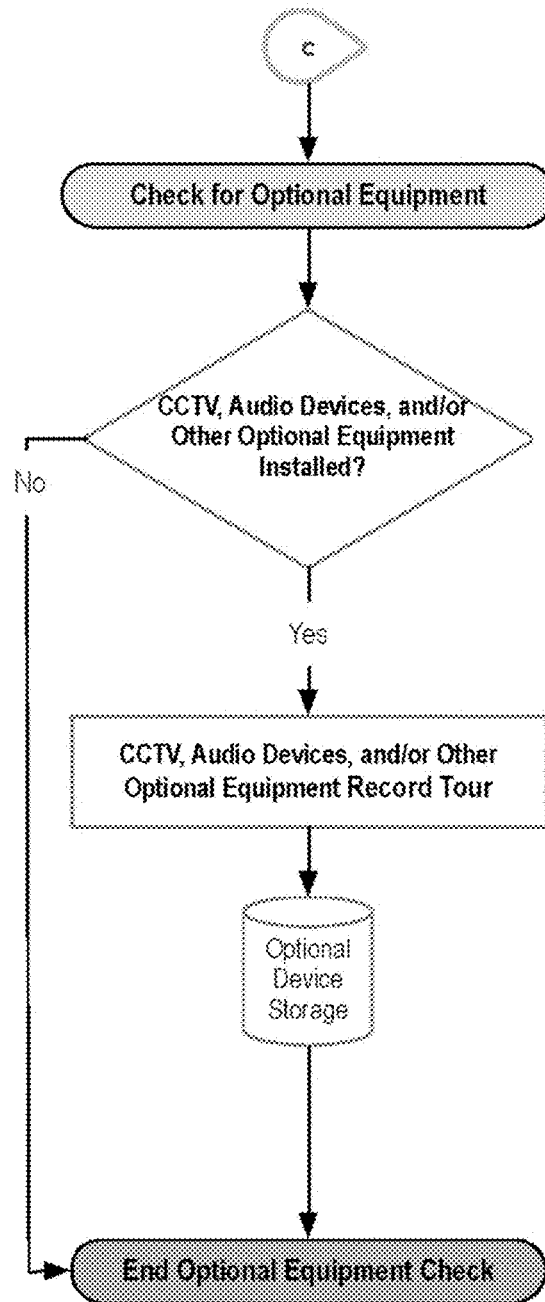 c
Check for Optional Equipment
CCTV, Audio Devices, and/or
Other Optional Equipment
Installed?
No
Yes
CCTV, Audio Devices, and/or Other
Optional Equipment Record Tour
Optional
Device
Storage
End Optional Equipment Check